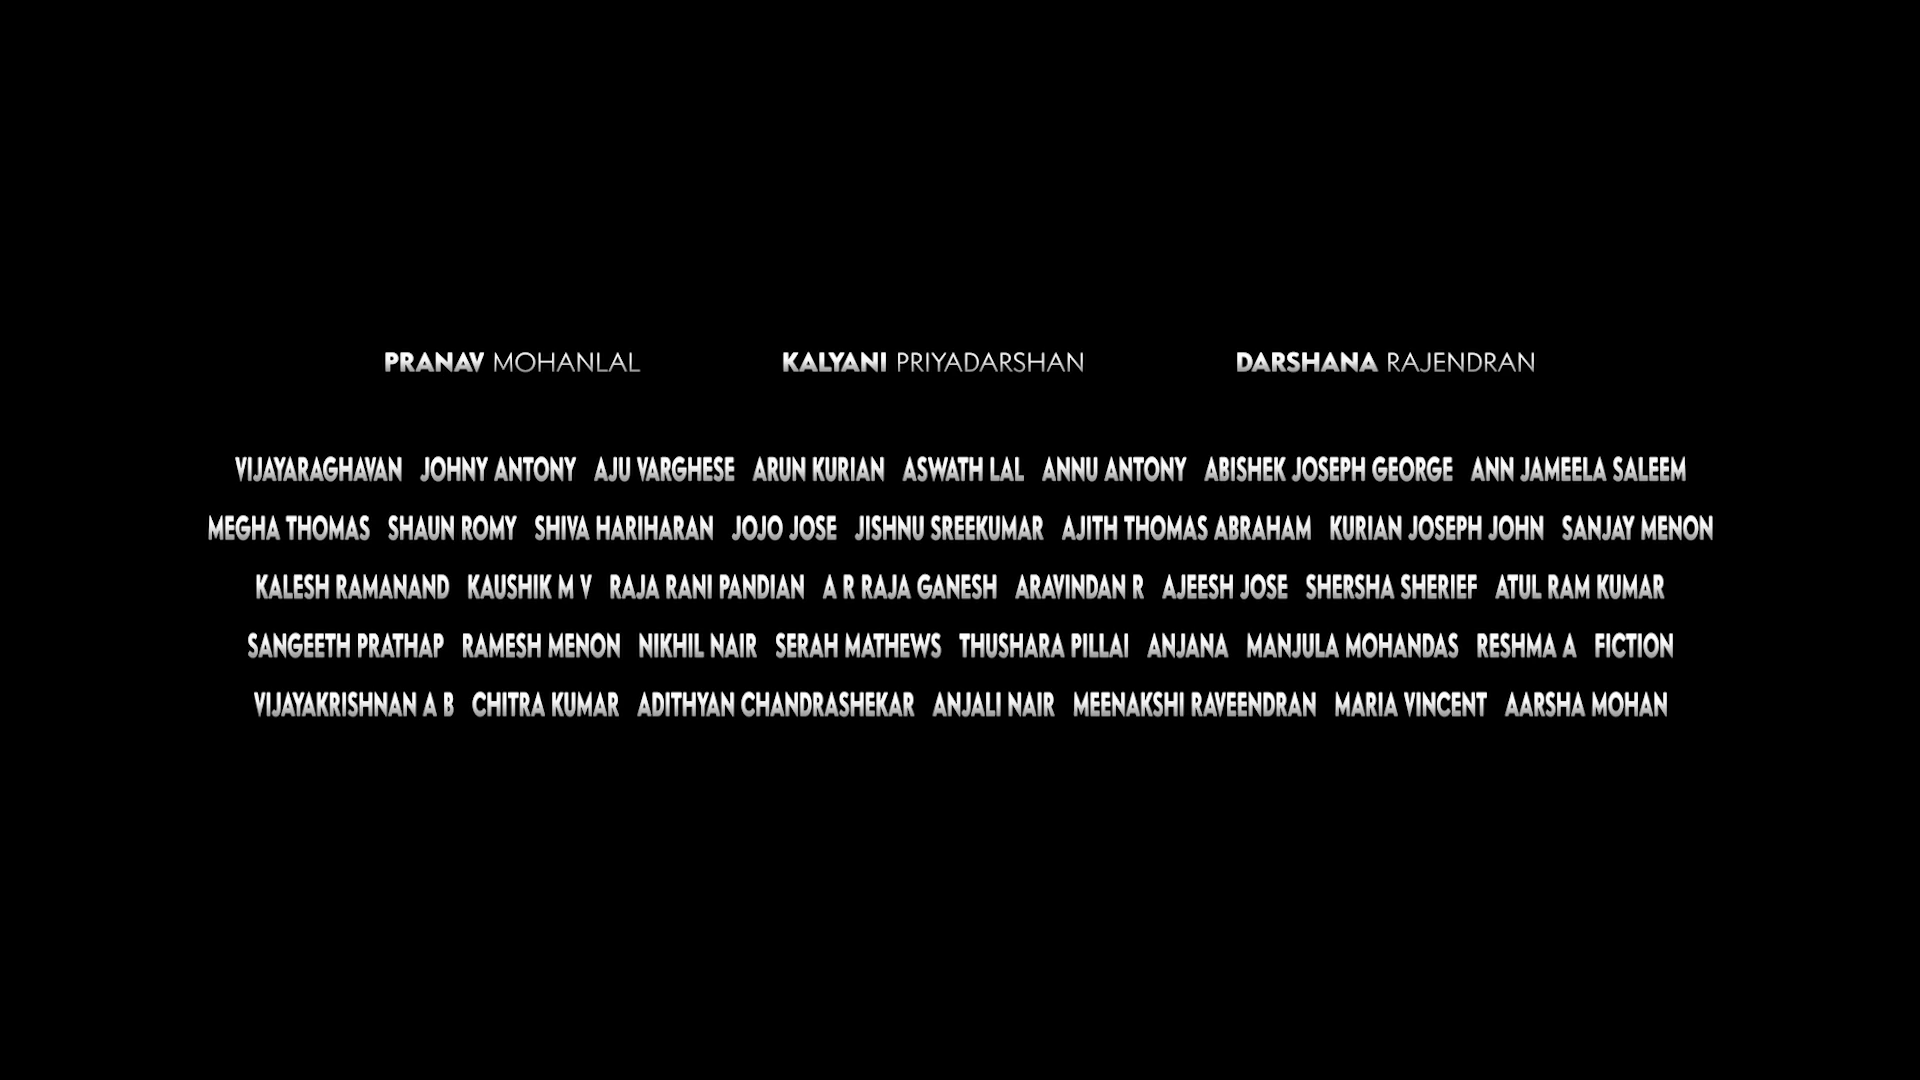 PRANAV MOHANLAL KALYANI PRIYADARSHAN DARSHANA RAJENDRAN
VIJAYARAGHAVAN JOHNY ANTONY AJU VARGHESE ARUN KURIAN ASWATH LAL ANNU ANTONY ABISHEK JOSEPH GEORGE ANN JAMEELA SALEEM
MEGHA THOMAS SHAUN ROMY SHIVA HARIHARAN JOJO JOSE JISHNU SREEKUMAR AJITH THOMAS ABRAHAM KURIAN JOSEPH JOHN SANJAY MENON
KALESH RAMANAND KAUSHIK M V RAJA RANI PANDIAN A R RAJA GANESH ARAVINDAN R AJEESH JOSE SHERSHA SHERIEF ATUL RAM KUMAR
SANGEETH PRATHAP RAMESH MENON NIKHIL NAIR SERAH MATHEWS THUSHARA PILLAI ANJANA MANJULA MOHANDAS RESHMA A FICTION
VIJAYAKRISHNAN A B CHITRA KUMAR ADITHYAN CHANDRASHEKAR ANJALI NAIR MEENAKSHI RAVEENDRAN MARIA VINCENT AARSHA MOHAN